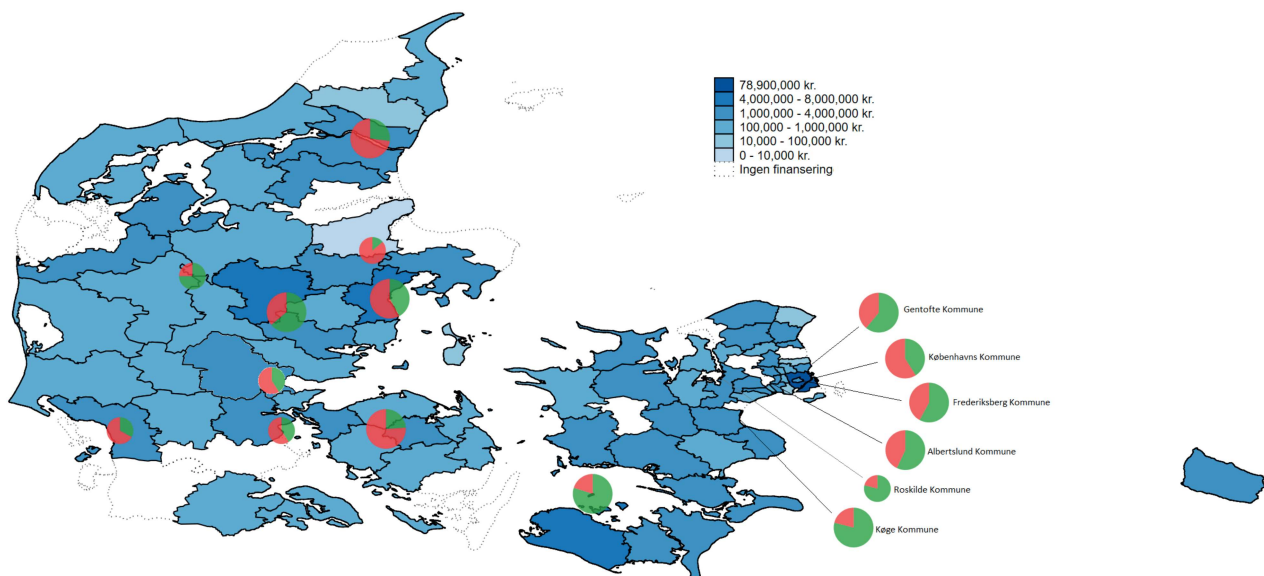 78,900,000 kr.
4,000,000 - 8,000,000 kr.
1,000,000 - 4,000,000 kr.
100,000 - 1,000,000 kr.
10,000 - 100,000 kr.
0 - 10,000 kr.
Ingen finansering
Gentofte Kommune
Københavns Kommune
Frederiksberg Kommune
Albertslund Kommune
Roskilde Kommune
Køge Kommune